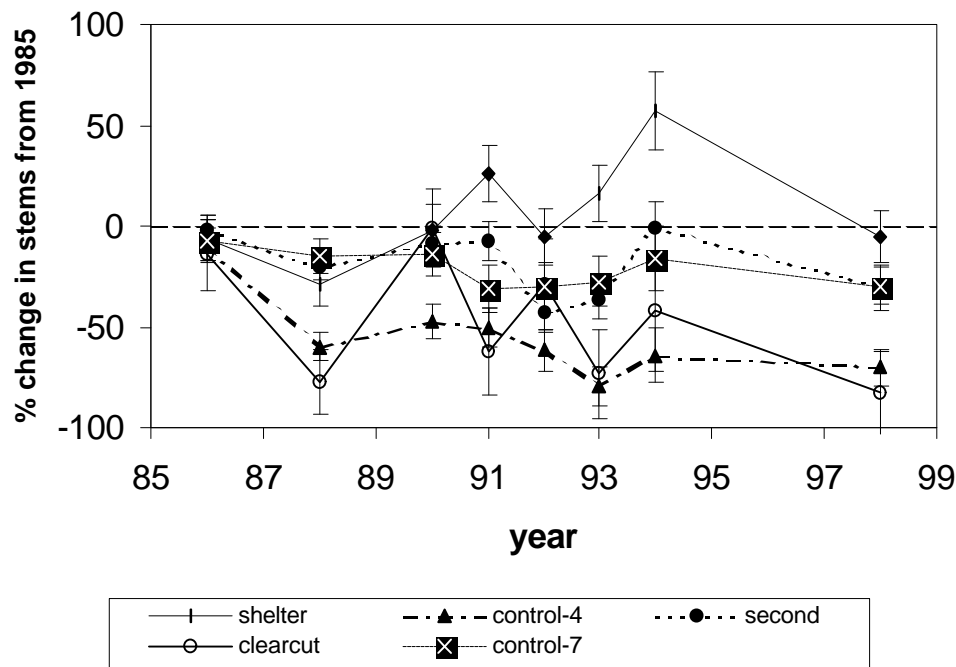 % change in stems from 1985
100
50
0
-50
-100
85 87 89 91 93 95 97 99
year
shelter control-4 second
clearcut control-7